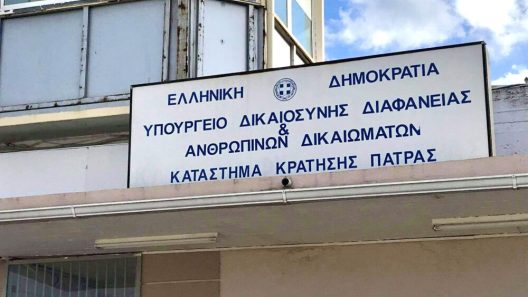 ΕΛΛΗΝΙΚΗ ΔΗΜΟΚΡΑΤΙΑ
ΥΠΟΥΡΓΕΙΟ ΔΙΚΑΙΟΣΥΝΗΣ ΔΙΑΦΑΝΕΙΑΣ
&
ΑΝΘΡΩΠΙΝΩΝ ΔΙΚΑΙΩΜΑΤΩΝ
ΚΑΤΑΣΤΗΜΑ ΚΡΑΤΗΣΗΣ ΠΑΤΡΑΣ